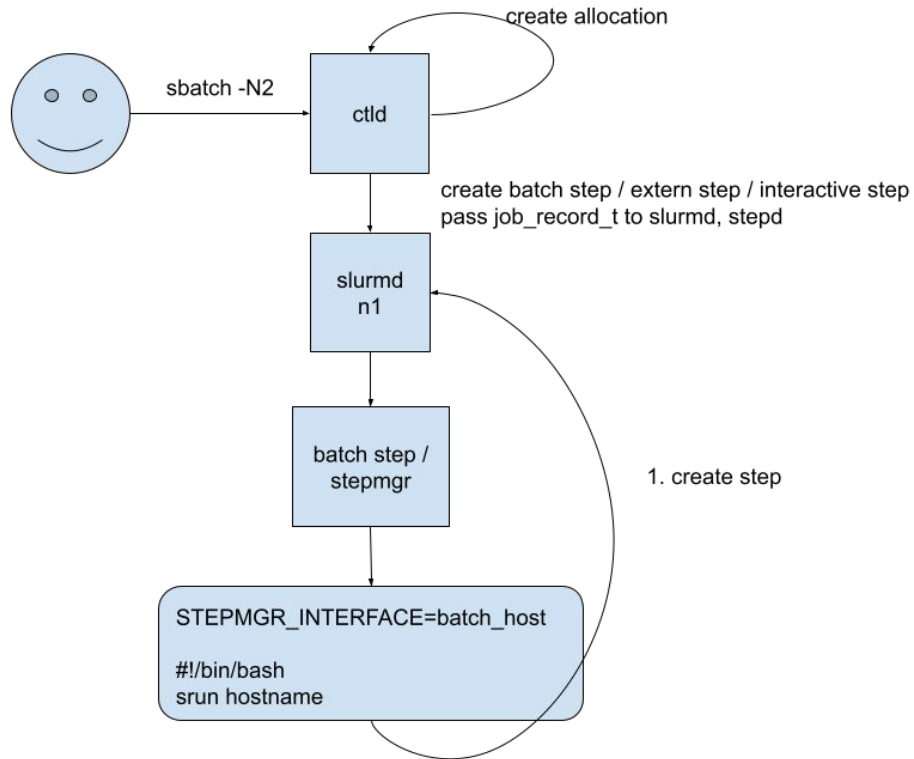 create allocation
sbatch -N2
ctld
create batch step / extern step / interactive step
pass job_record_t to slurmd, stepd
slurmd
n1
batch step /
stepmgr
1. create step
STEPMGR_INTERFACE=batch_host
#!/bin/bash
srun hostname